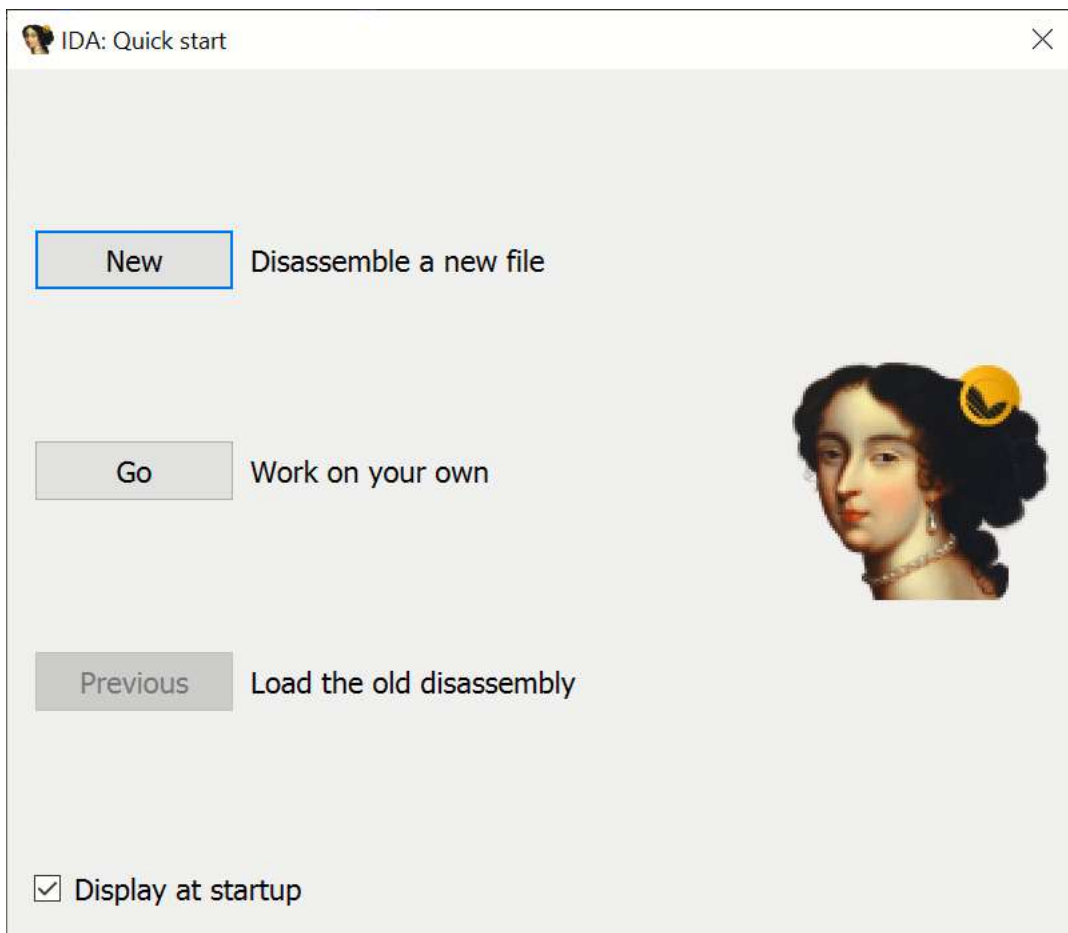 IDA: Quick start
New Disassemble a new file
Go Work on your own
Previous Load the old disassembly
Display at startup